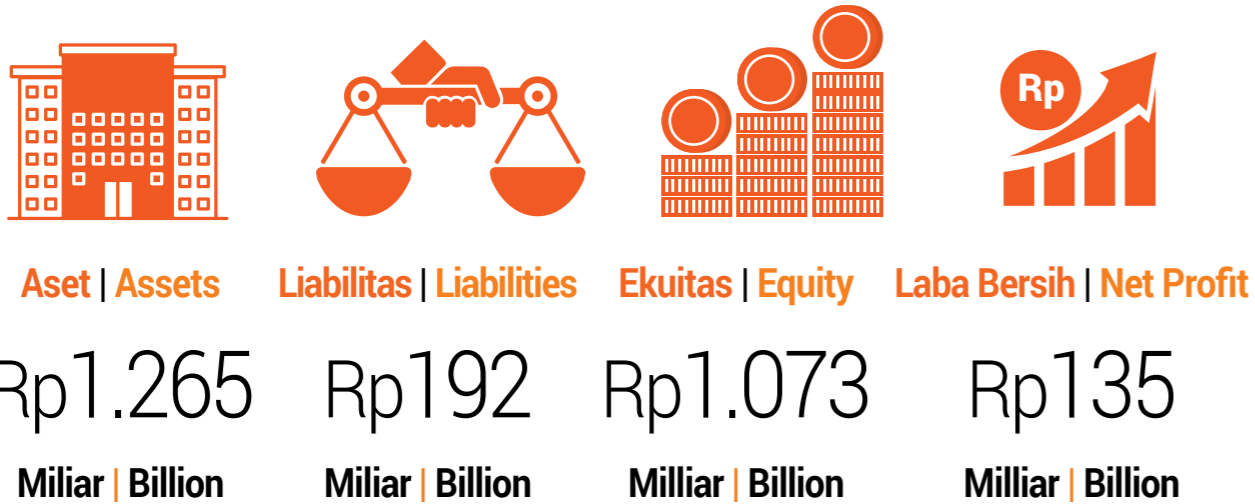 Rp
Aset | Assets
Liabilitas | Liabilities
Ekuitas | Equity
Laba Bersih | Net Profit
Rp1.265
Rp192
Rp1.073
Rp135
Miliar | Billion
Miliar | Billion
Milliar | Billion
Milliar | Billion